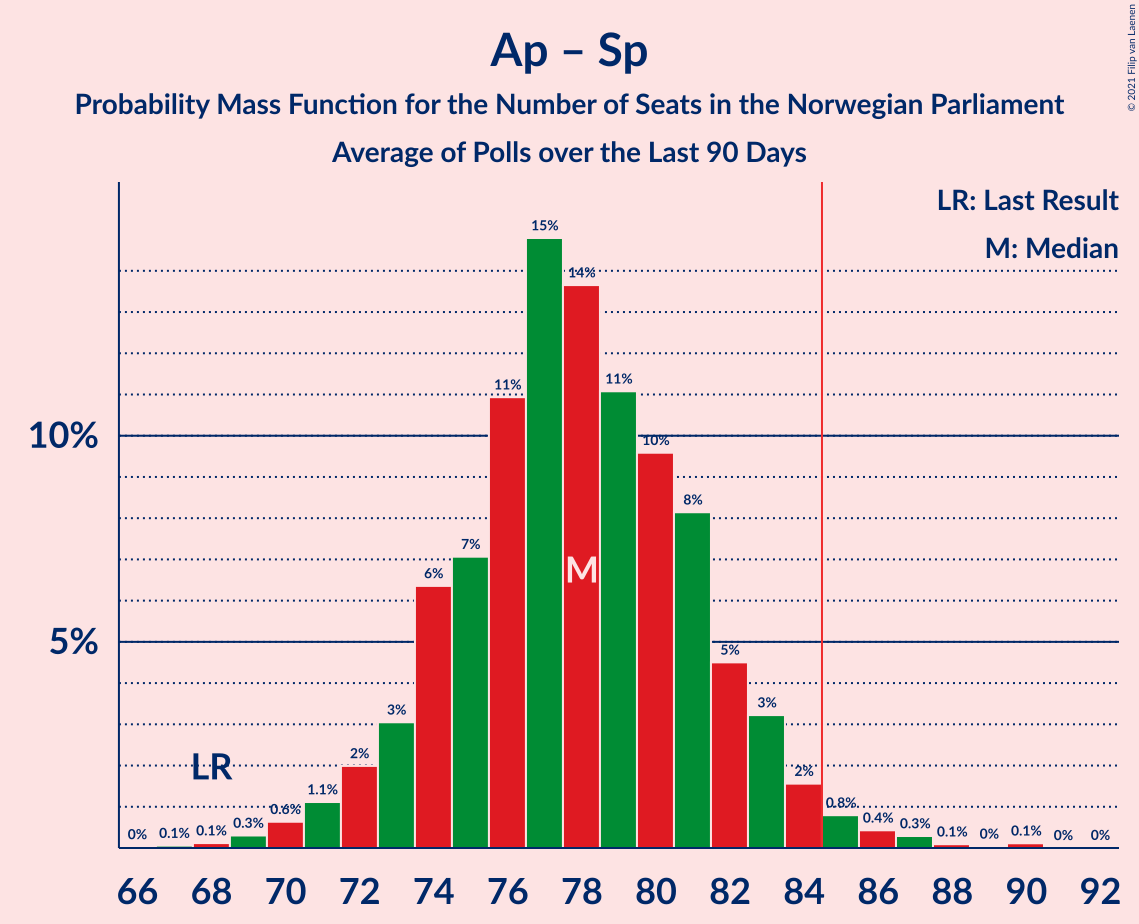 Ap – Sp
Probability Mass Function for the Number of Seats in the Norwegian Parliament
Average of Polls over the Last 90 Days
© 2021 Filip van Laenen
LR: Last Result
M: Median
10%
5%
0% 0.1% 0.1% 0.3% 0.6% 1.1% 2% 3% 6% 7% 11% 15% 14% 11% 10% 8% 5% 3% 2% 0.8% 0.4% 0.3% 0.1% 0% 0.1% 0% 0%
LR
M
66 68 70 72 74 76 78 80 82 84 86 88 90 92